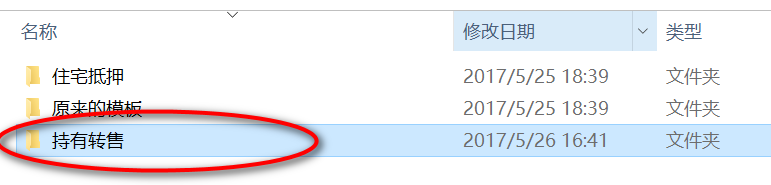 名称 修改日期 类型
住宅抵押 2017/5/25 18:39 文件夹
原来的模板 2017/5/25 18:39 文件夹
持有转售 2017/5/26 16:41 文件夹